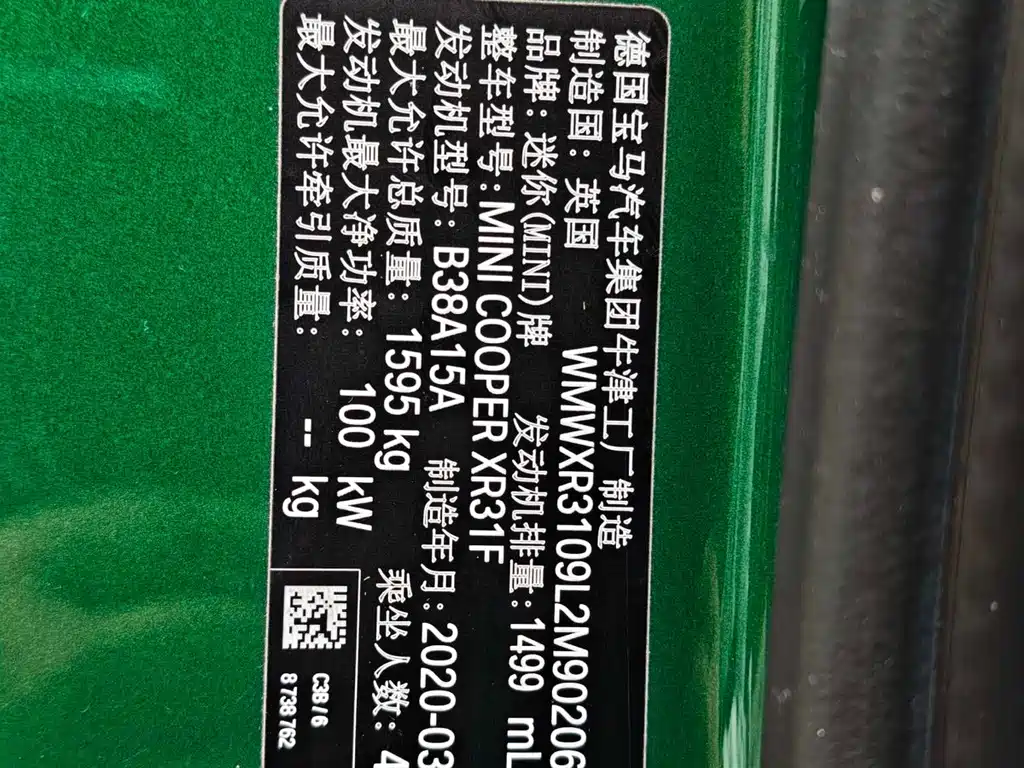 德国宝马汽车集团牛津工厂制造
制造国：英国 WMWXR3109L2M90206
品牌：迷你(MINI)牌 发动机排量：1499 mL
整车型号：MINI COOPER XR31F
发动机型号：B38A15A 制造年月：2020-03
最大允许总质量：1595 kg 乘坐人数：4
发动机最大净功率：100 kW
最大允许牵引质量：-- kg
C3B / 6
8 738 762